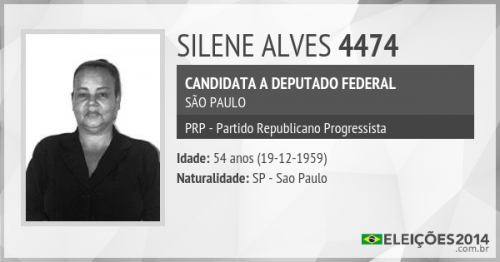 SILENE ALVES 4474
CANDIDATA A DEPUTADO FEDERAL
SÃO PAULO
PRP - Partido Republicano Progressista
Idade: 54 anos (19-12-1959)
Naturalidade: SP - Sao Paulo
ELEIÇÕES2014
.com.br